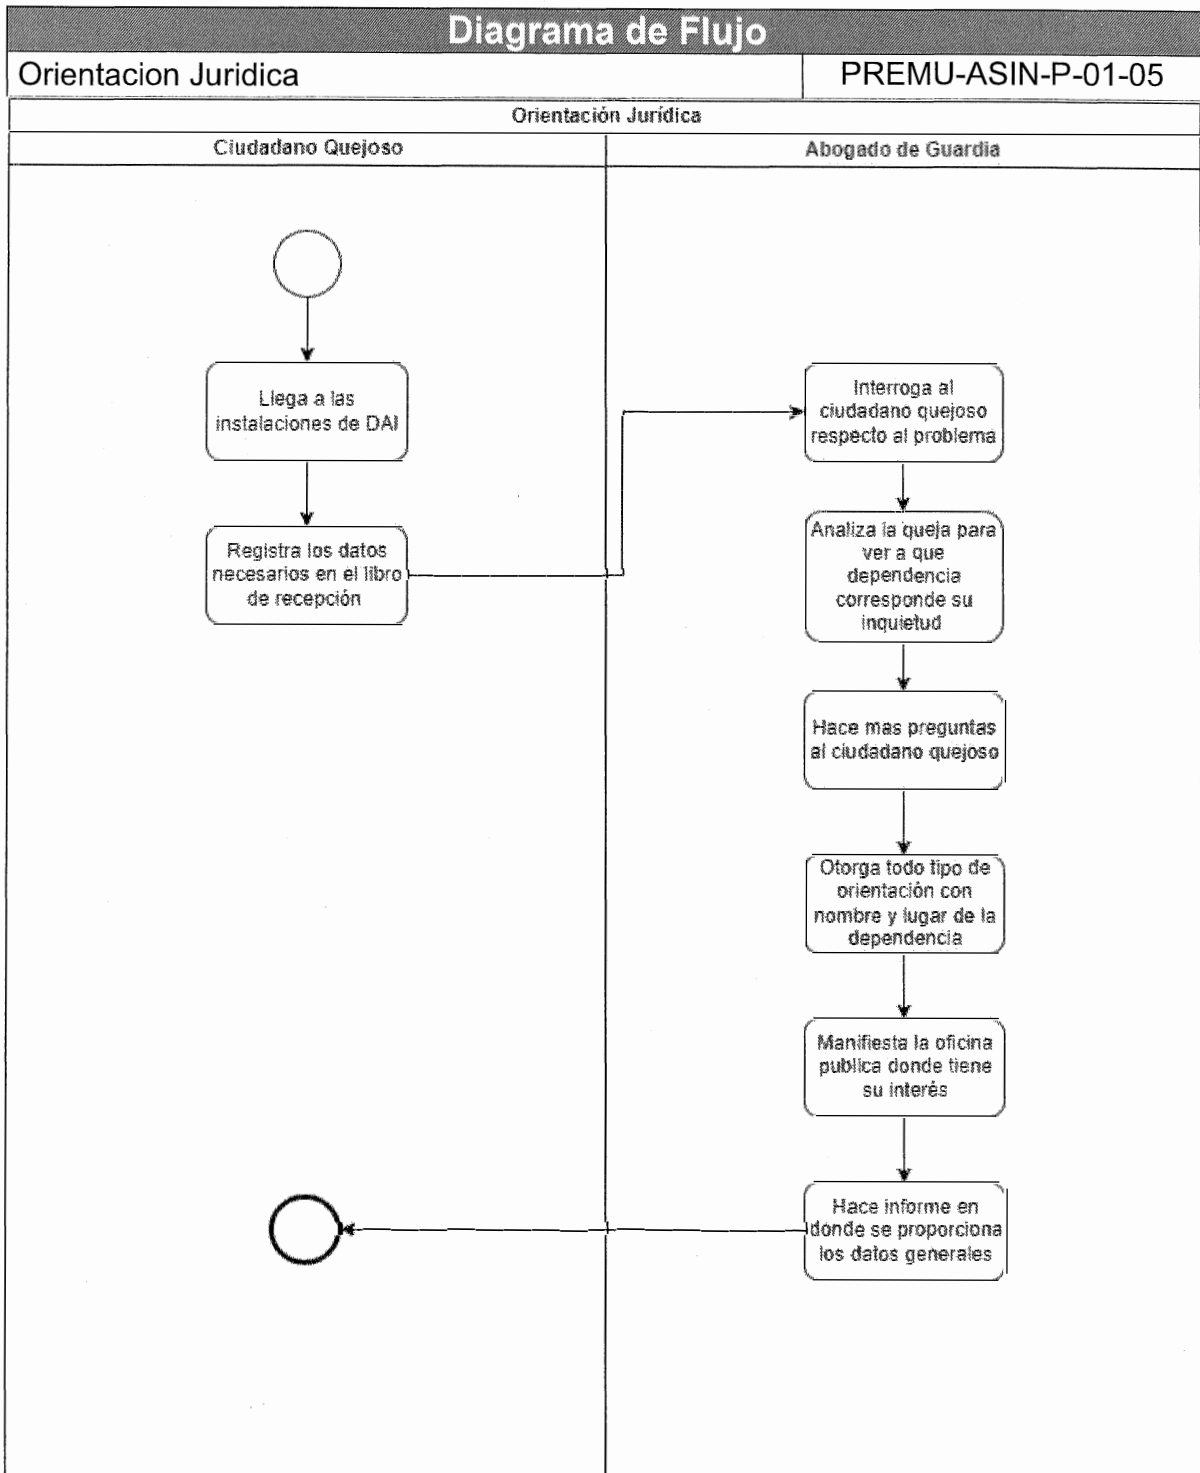 Diagrama de Flujo
Orientacion Juridica
PREMU-ASIN-P-01-05
Orientación Jurídica
Ciudadano Quejoso
Abogado de Guardia
Llega a las
instalaciones de DAI
Registra los datos
necesarios en el libro
de recepción
Interroga al
ciudadano quejoso
respecto al problema
Analiza la queja para
ver a que
dependencia
corresponde su
inquietud
Hace mas preguntas
al ciudadano quejoso
Otorga todo tipo de
orientación con
nombre y lugar de la
dependencia
Manifiesta la oficina
publica donde tiene
su interés
Hace informe en
donde se proporciona
los datos generales